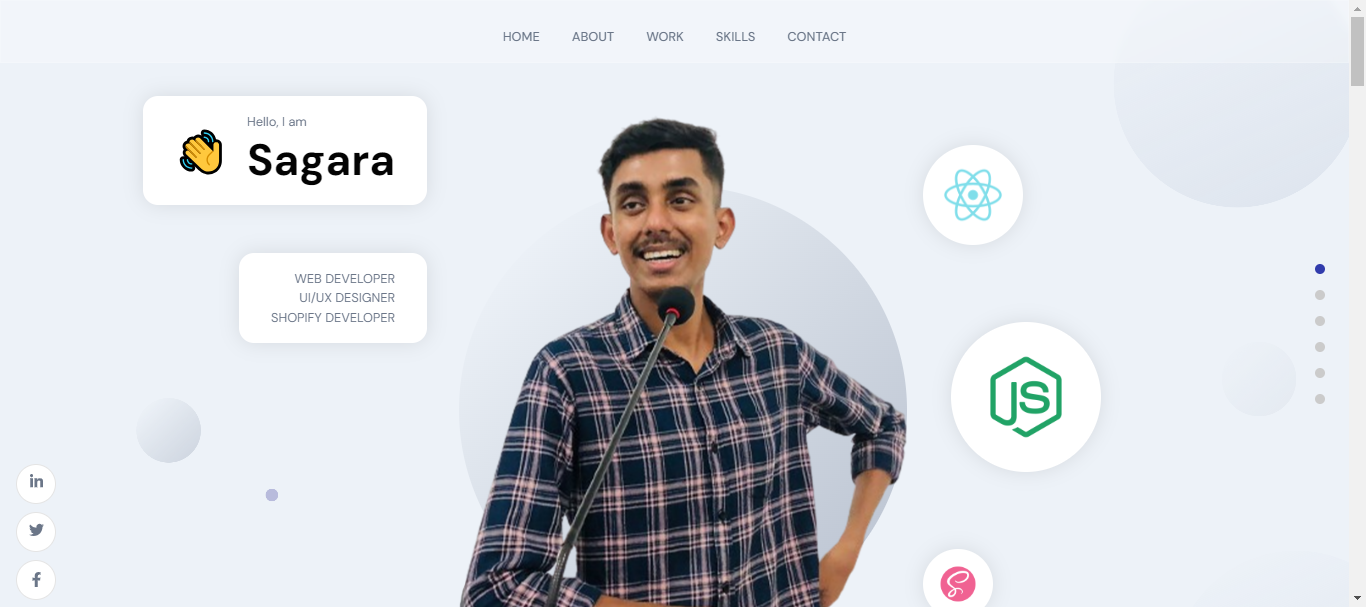 HOME ABOUT WORK SKILLS CONTACT
Hello, I am
Sagara
WEB DEVELOPER
UI/UX DESIGNER
SHOPIFY DEVELOPER
JS